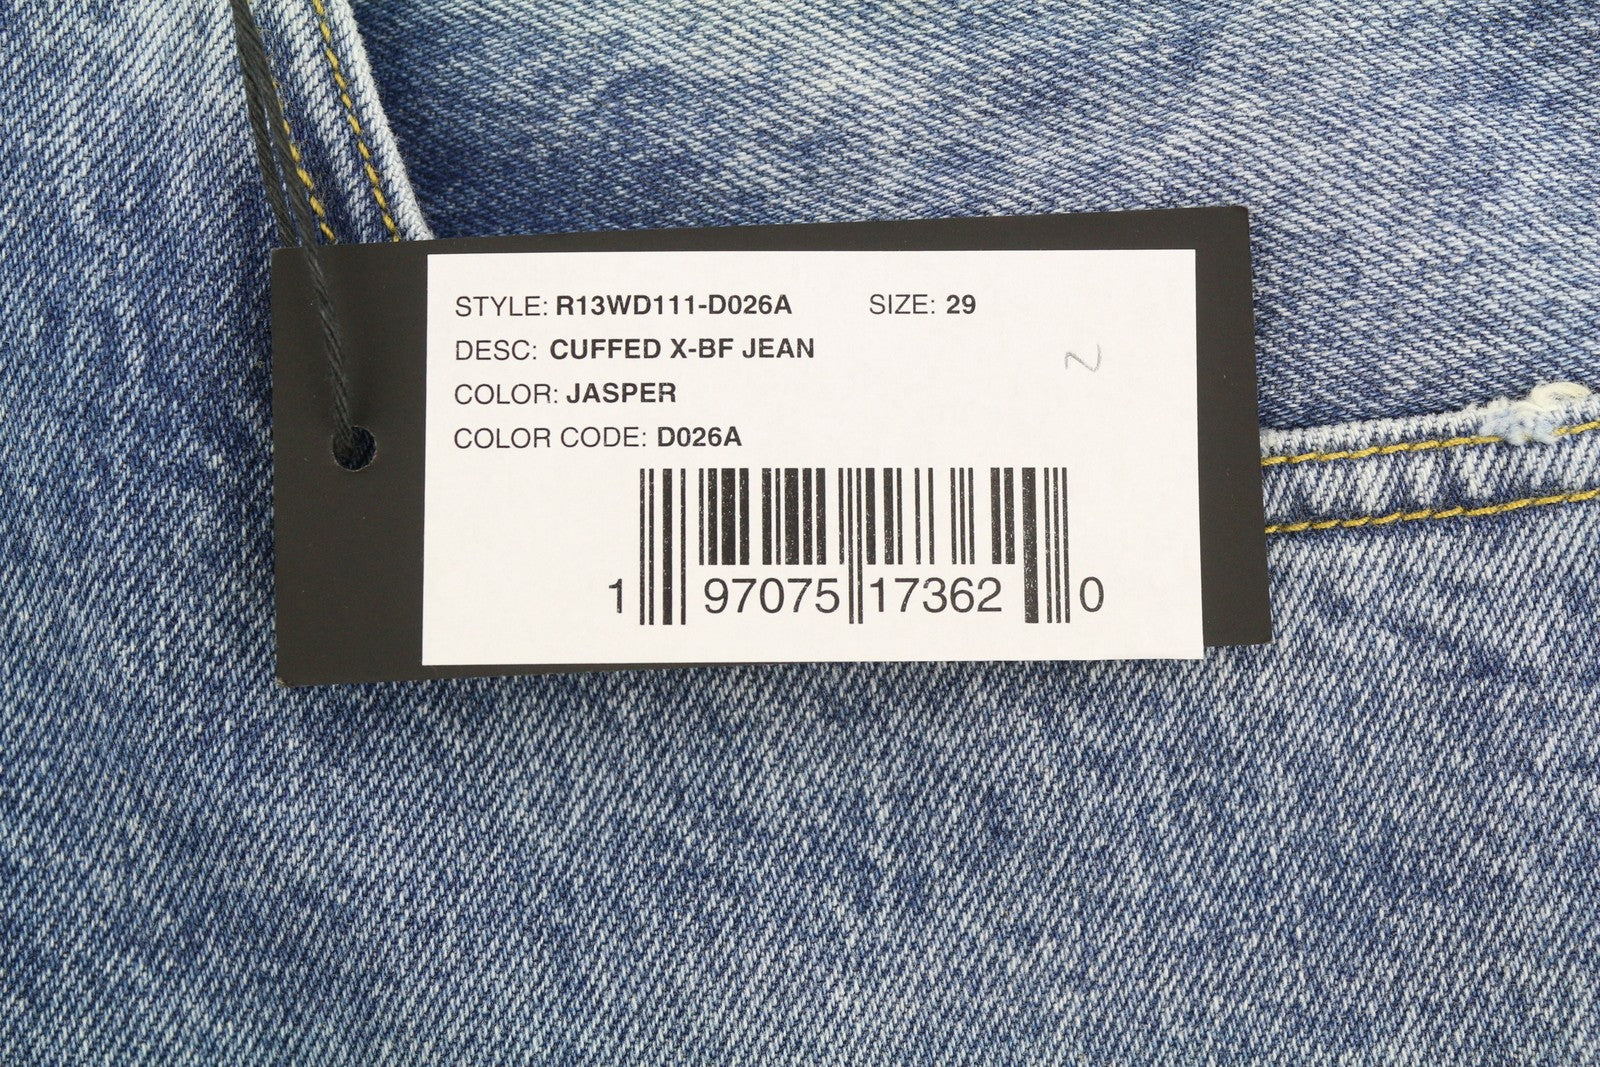 STYLE: R13WD111-D026A SIZE: 29
DESC: CUFFED X-BF JEAN
COLOR: JASPER
COLOR CODE: D026A
1 97075 17362 0